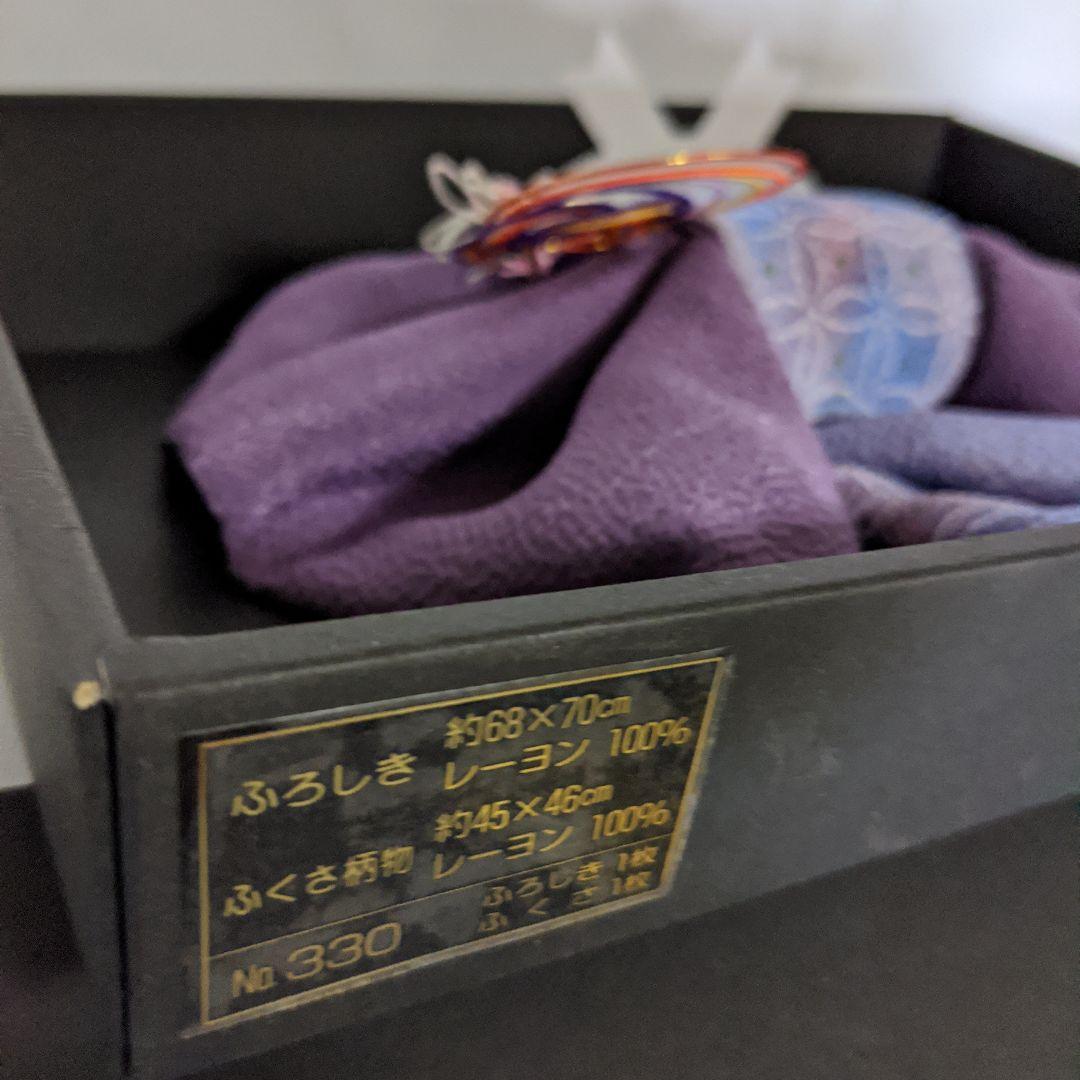 ふろしき 約68×70cm
レーヨン 100%
ふくさ柄物 約45×46cm
レーヨン 100%
No. 330 ふろしき 1枚
ふくさ 1枚